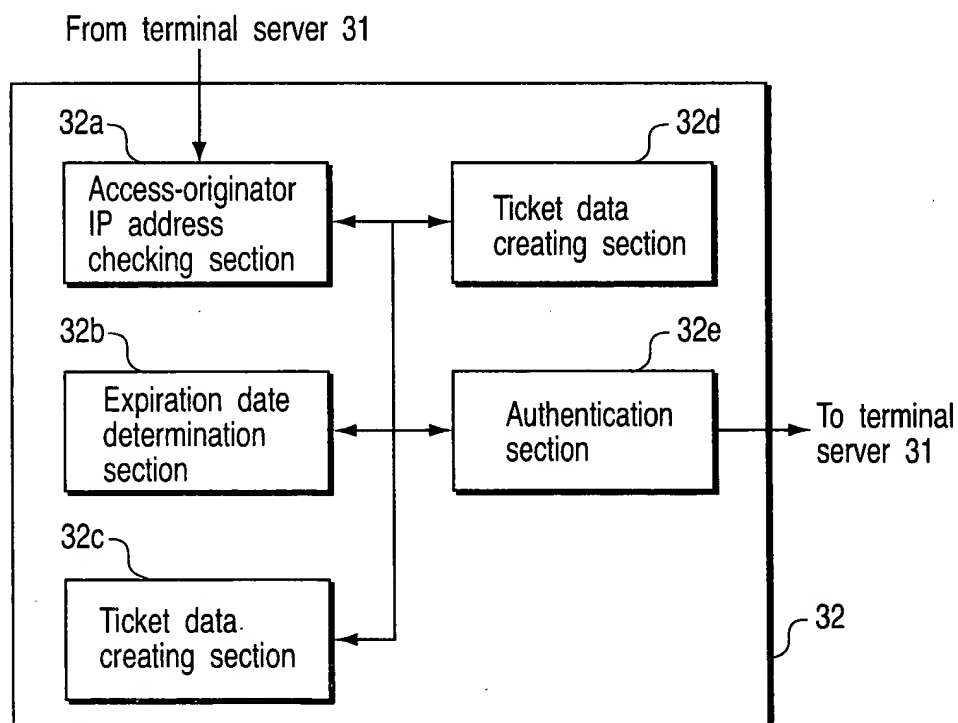 From terminal server 31
32a
Access-originator
IP address
checking section
32d
Ticket data
creating section
32b
Expiration date
determination
section
32e
Authentication
section
To terminal
server 31
32c
Ticket data
creating section
32